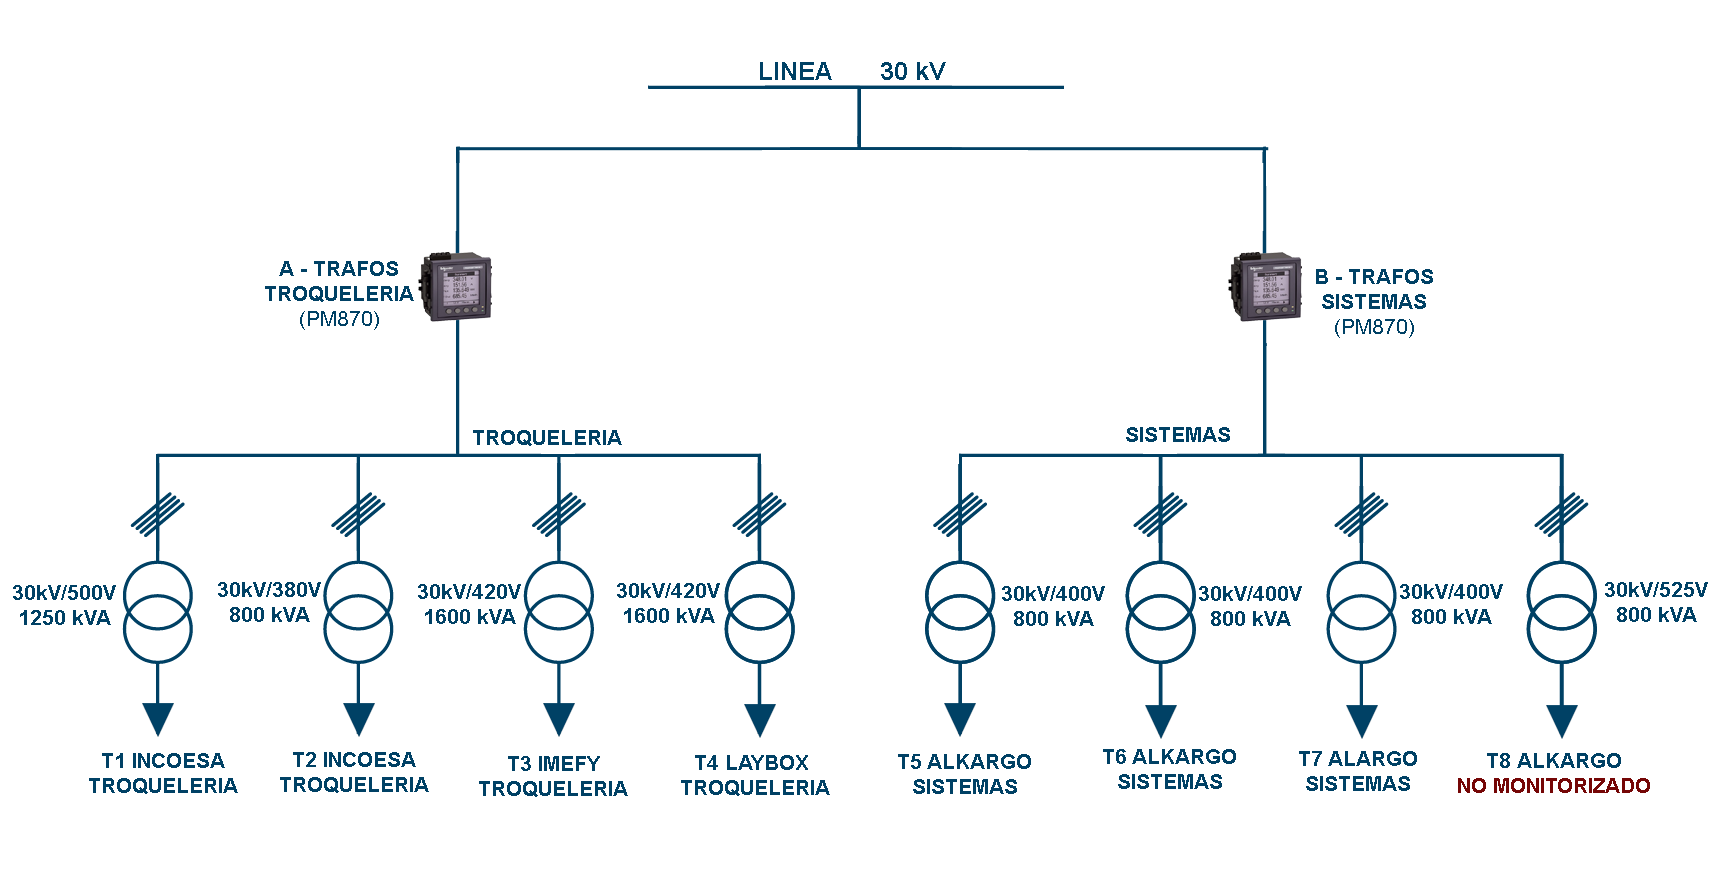 LINEA 30 kV
A - TRAFOS
TROQUELERIA
(PM870)
B - TRAFOS
SISTEMAS
(PM870)
TROQUELERIA
SISTEMAS
30kV/500V
1250 kVA
30kV/380V
800 kVA
30kV/420V
1600 kVA
30kV/420V
1600 kVA
30kV/400V
800 kVA
30kV/400V
800 kVA
30kV/400V
800 kVA
30kV/525V
800 kVA
T1 INCOESA
TROQUELERIA
T2 INCOESA
TROQUELERIA
T3 IMEFY
TROQUELERIA
T4 LAYBOX
TROQUELERIA
T5 ALKARGO
SISTEMAS
T6 ALKARGO
SISTEMAS
T7 ALARGO
SISTEMAS
T8 ALKARGO
NO MONITORIZADO